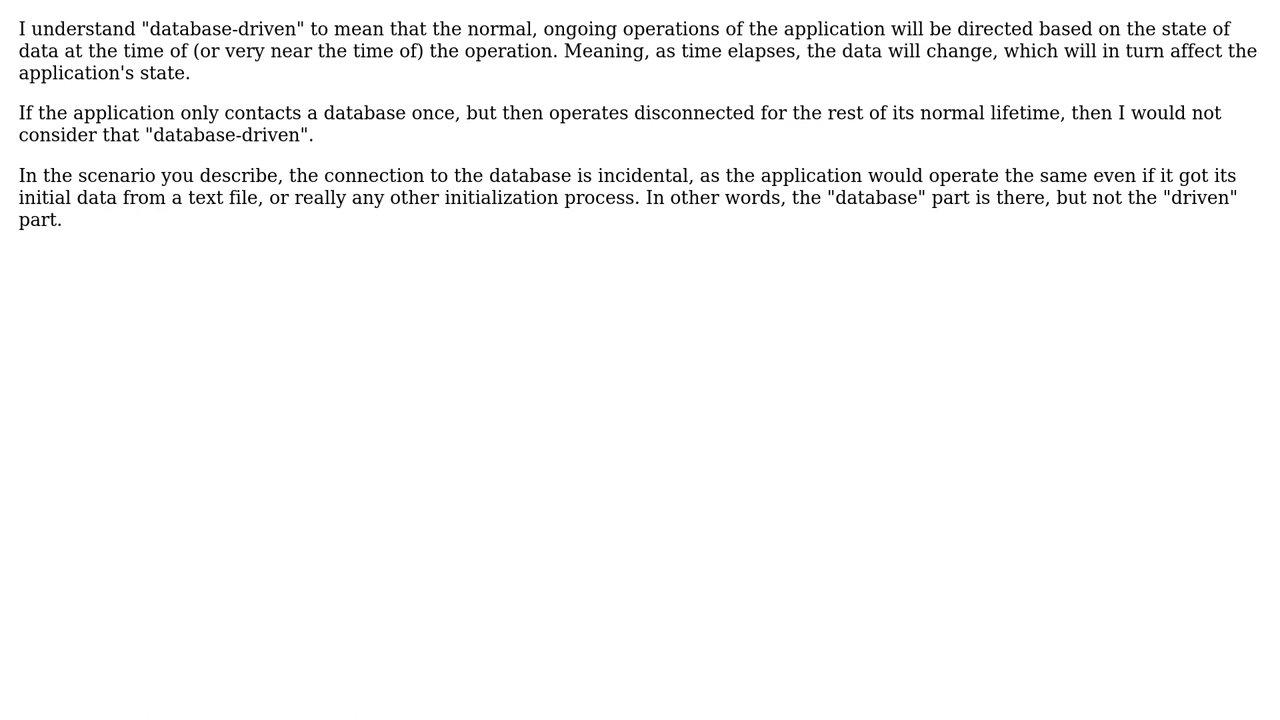 I understand "database-driven" to mean that the normal, ongoing operations of the application will be directed based on the state of
data at the time of (or very near the time of) the operation. Meaning, as time elapses, the data will change, which will in turn affect the
application's state.
If the application only contacts a database once, but then operates disconnected for the rest of its normal lifetime, then I would not
consider that "database-driven".
In the scenario you describe, the connection to the database is incidental, as the application would operate the same even if it got its
initial data from a text file, or really any other initialization process. In other words, the "database" part is there, but not the "driven"
part.